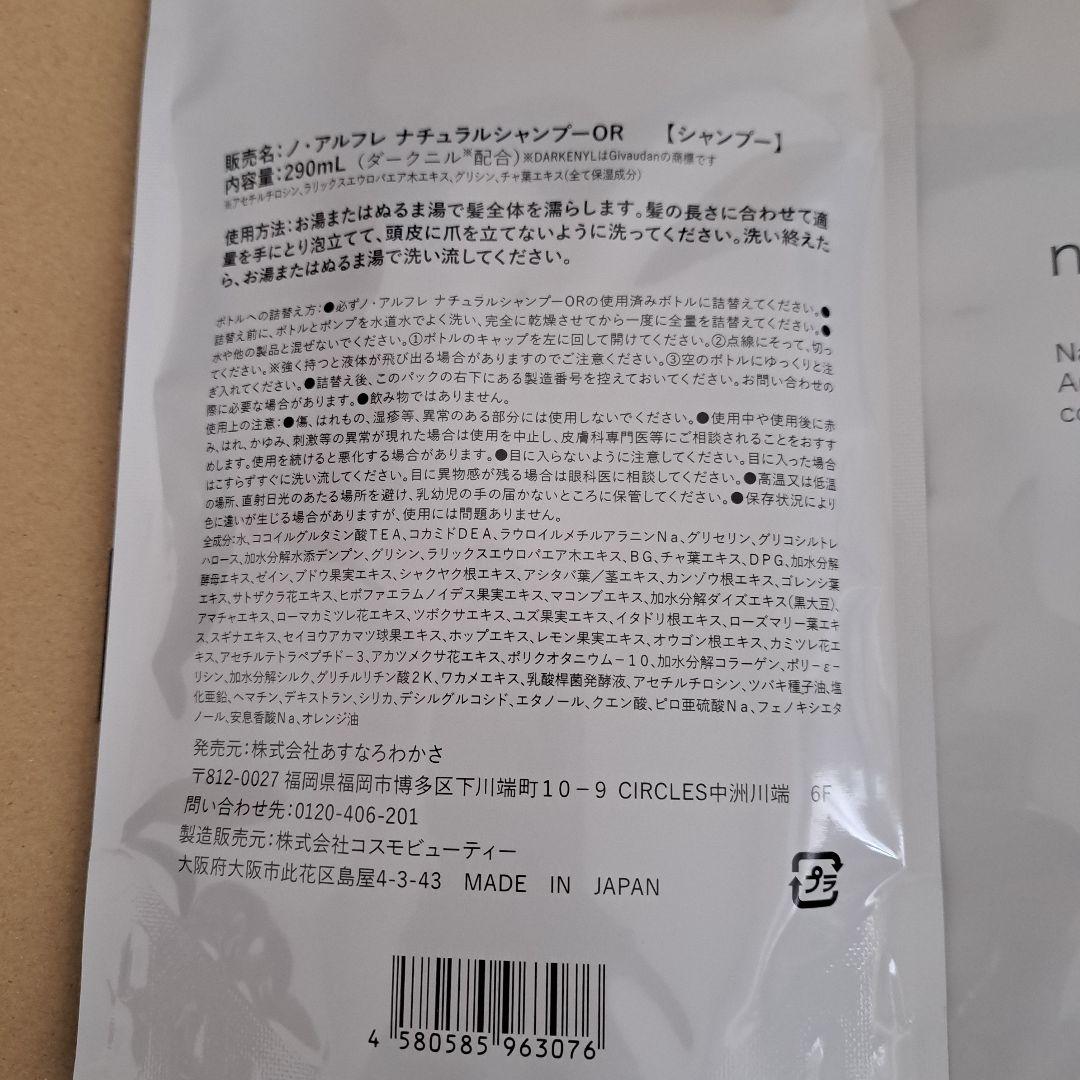 販売名:ノ・アルフレ ナチュラルシャンプーOR 【シャンプー】
内容量:290mL (ダークニル※配合)※DARKENYLはGivaudanの商標です
※アセチルチロシン、ラリックスエウロパエア木エキス、グリシン、チャ葉エキス(全て保湿成分)
使用方法:お湯またはぬるま湯で髪全体を濡らします。髪の長さに合わせて適
量を手にとり泡立てて、頭皮に爪を立てないように洗ってください。洗い終えた
ら、お湯またはぬるま湯で洗い流してください。
ボトルへの詰替え方:●必ずノ・アルフレ ナチュラルシャンプーORの使用済みボトルに詰替えてください。●
詰替え前に、ボトルとポンプを水道水でよく洗い、完全に乾燥させてから一度に全量を詰替えてください。●
水や他の製品と混ぜないでください。①ボトルのキャップを左に回して開けてください。②点線にそって、切っ
てください。※強く持つと液体が飛び出る場合がありますのでご注意ください。③空のボトルにゆっくりと注
ぎ入れてください。●詰替え後、このパックの右下にある製造番号を控えておいてください。お問い合わせの
際に必要な場合があります。●飲み物ではありません。
使用上の注意:●傷、はれもの、湿疹等、異常のある部分には使用しないでください。●使用中や使用後に赤
み、はれ、かゆみ、刺激等の異常が現れた場合は使用を中止し、皮膚科専門医等にご相談されることをおすす
めします。使用を続けると悪化する場合があります。●目に入らないように注意してください。目に入った場合
はこすらずすぐに洗い流してください。目に異物感が残る場合は眼科医に相談してください。●高温又は低温
の場所、直射日光のあたる場所を避け、乳幼児の手の届かないところに保管してください。●保存状況により
色に違いが生じる場合がありますが、使用には問題ありません。
全成分:水、ココイルグルタミン酸TEA、コカミドDEA、ラウロイルメチルアラニンNa、グリセリン、グリコシルトレ
ハロース、加水分解水添デンプン、グリシン、ラリックスエウロパエア木エキス、BG、チャ葉エキス、DPG、加水分解
酵母エキス、ゼイン、ブドウ果実エキス、シャクヤク根エキス、アシタバ葉/茎エキス、カンゾウ根エキス、ゴレンシ葉
エキス、サトザクラ花エキス、ヒポファエラムノイデス果実エキス、マコンブエキス、加水分解ダイズエキス(黒大豆)、
アマチャエキス、ローマカミツレ花エキス、ツボクサエキス、ユズ果実エキス、イタドリ根エキス、ローズマリー葉エキ
ス、スギナエキス、セイヨウアカマツ球果エキス、ホップエキス、レモン果実エキス、オウゴン根エキス、カミツレ花エ
キス、アセチルテトラペプチド-3、アカツメクサ花エキス、ポリクオタニウム-10、加水分解コラーゲン、ポリ-ε-
リシン、加水分解シルク、グリチルリチン酸2K、ワカメエキス、乳酸桿菌発酵液、アセチルチロシン、ツバキ種子油、塩
化亜鉛、ヘマチン、デキストラン、シリカ、デシルグルコシド、エタノール、クエン酸、ピロ亜硫酸Na、フェノキシエタ
ノール、安息香酸Na、オレンジ油
発売元:株式会社あすなろわかさ
〒812-0027 福岡県福岡市博多区下川端町10-9 CIRCLES中洲川端 6F
問い合わせ先:0120-406-201
製造販売元:株式会社コスモビューティー
大阪府大阪市此花区島屋4-3-43 MADE IN JAPAN
プラ
4 580585 963076
n
Na
A
co